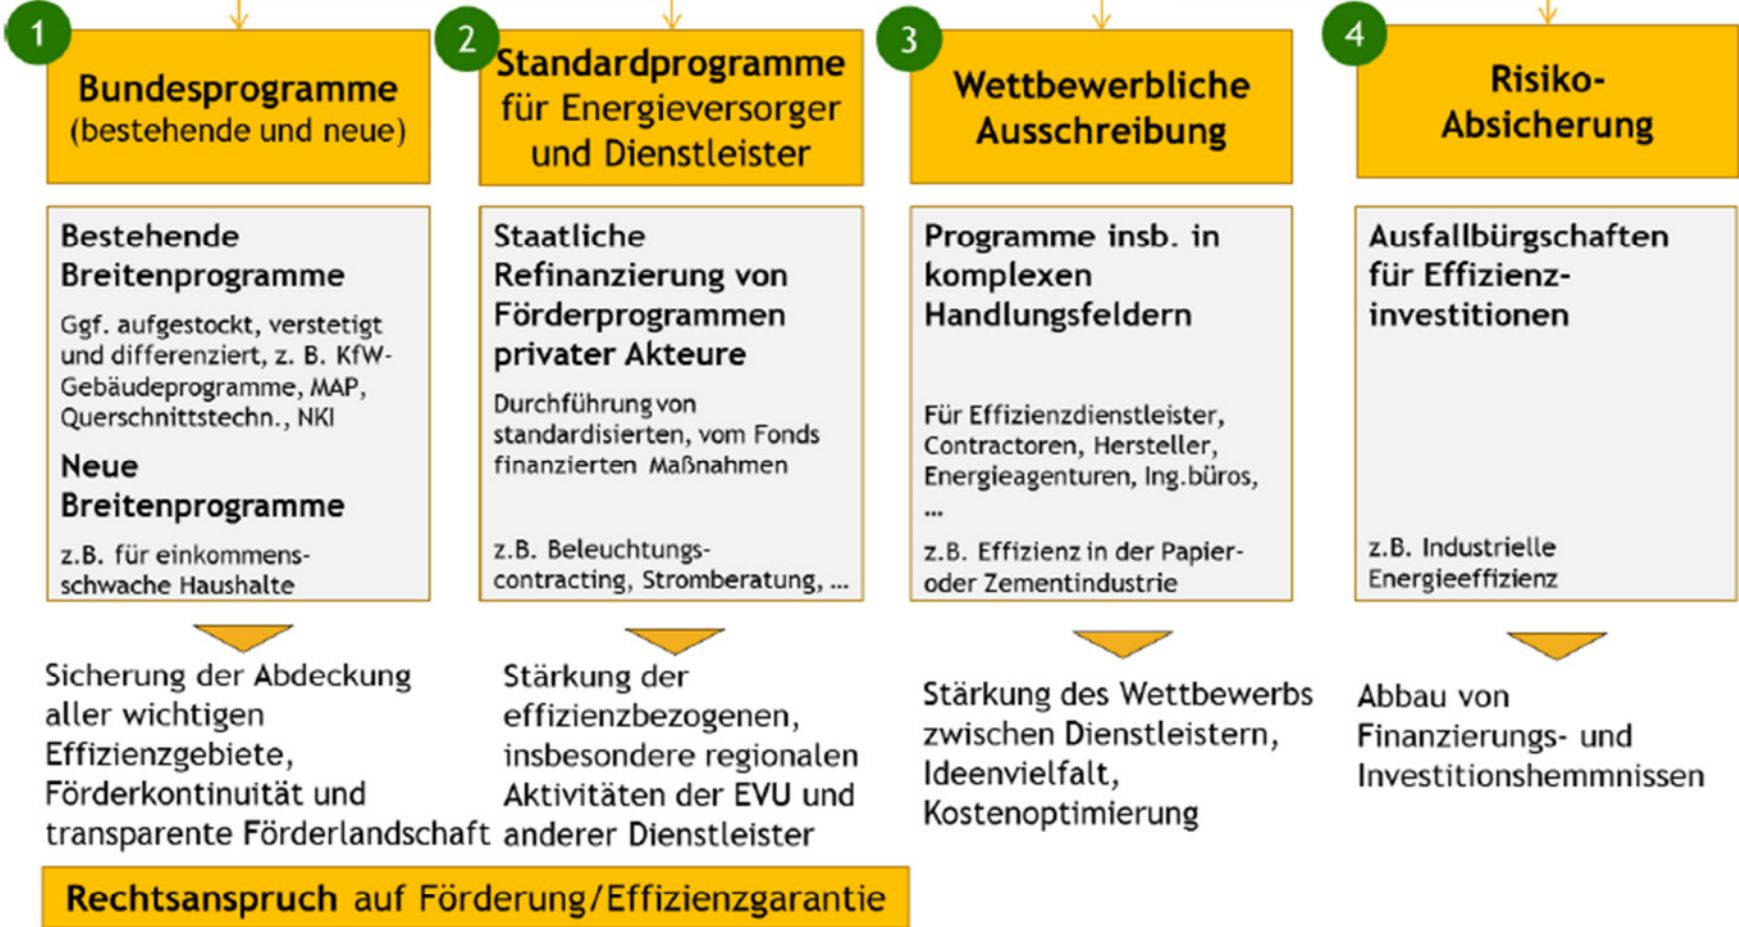 1
Bundesprogramme
(bestehende und neue)
Bestehende
Breitenprogramme
Ggf. aufgestockt, verstetigt
und differenziert, z. B. KfW-
Gebäudeprogramme, MAP,
Querschnittstechn., NKI
Neue
Breitenprogramme
z.B. für einkommens-
schwache Haushalte
Sicherung der Abdeckung
aller wichtigen
Effizienzgebiete,
Förderkontinuität und
transparente Förderlandschaft
2
Standardprogramme
für Energieversorger
und Dienstleister
Staatliche
Refinanzierung von
Förderprogrammen
privater Akteure
Durchführung von
standardisierten, vom Fonds
finanzierten Maßnahmen
z.B. Beleuchtungs-
contracting, Stromberatung, ...
Stärkung der
effizienzbezogenen,
insbesondere regionalen
Aktivitäten der EVU und
anderer Dienstleister
3
Wettbewerbliche
Ausschreibung
Programme insb. in
komplexen
Handlungsfeldern
Für Effizienzdienstleister,
Contractoren, Hersteller,
Energieagenturen, Ing.büros,
...
z.B. Effizienz in der Papier-
oder Zementindustrie
Stärkung des Wettbewerbs
zwischen Dienstleistern,
Ideenvielfalt,
Kostenoptimierung
4
Risiko-
Absicherung
Ausfallbürgschaften
für Effizienz-
investitionen
z.B. Industrielle
Energieeffizienz
Abbau von
Finanzierungs- und
Investitionshemmnissen
Rechtsanspruch auf Förderung/Effizienzgarantie